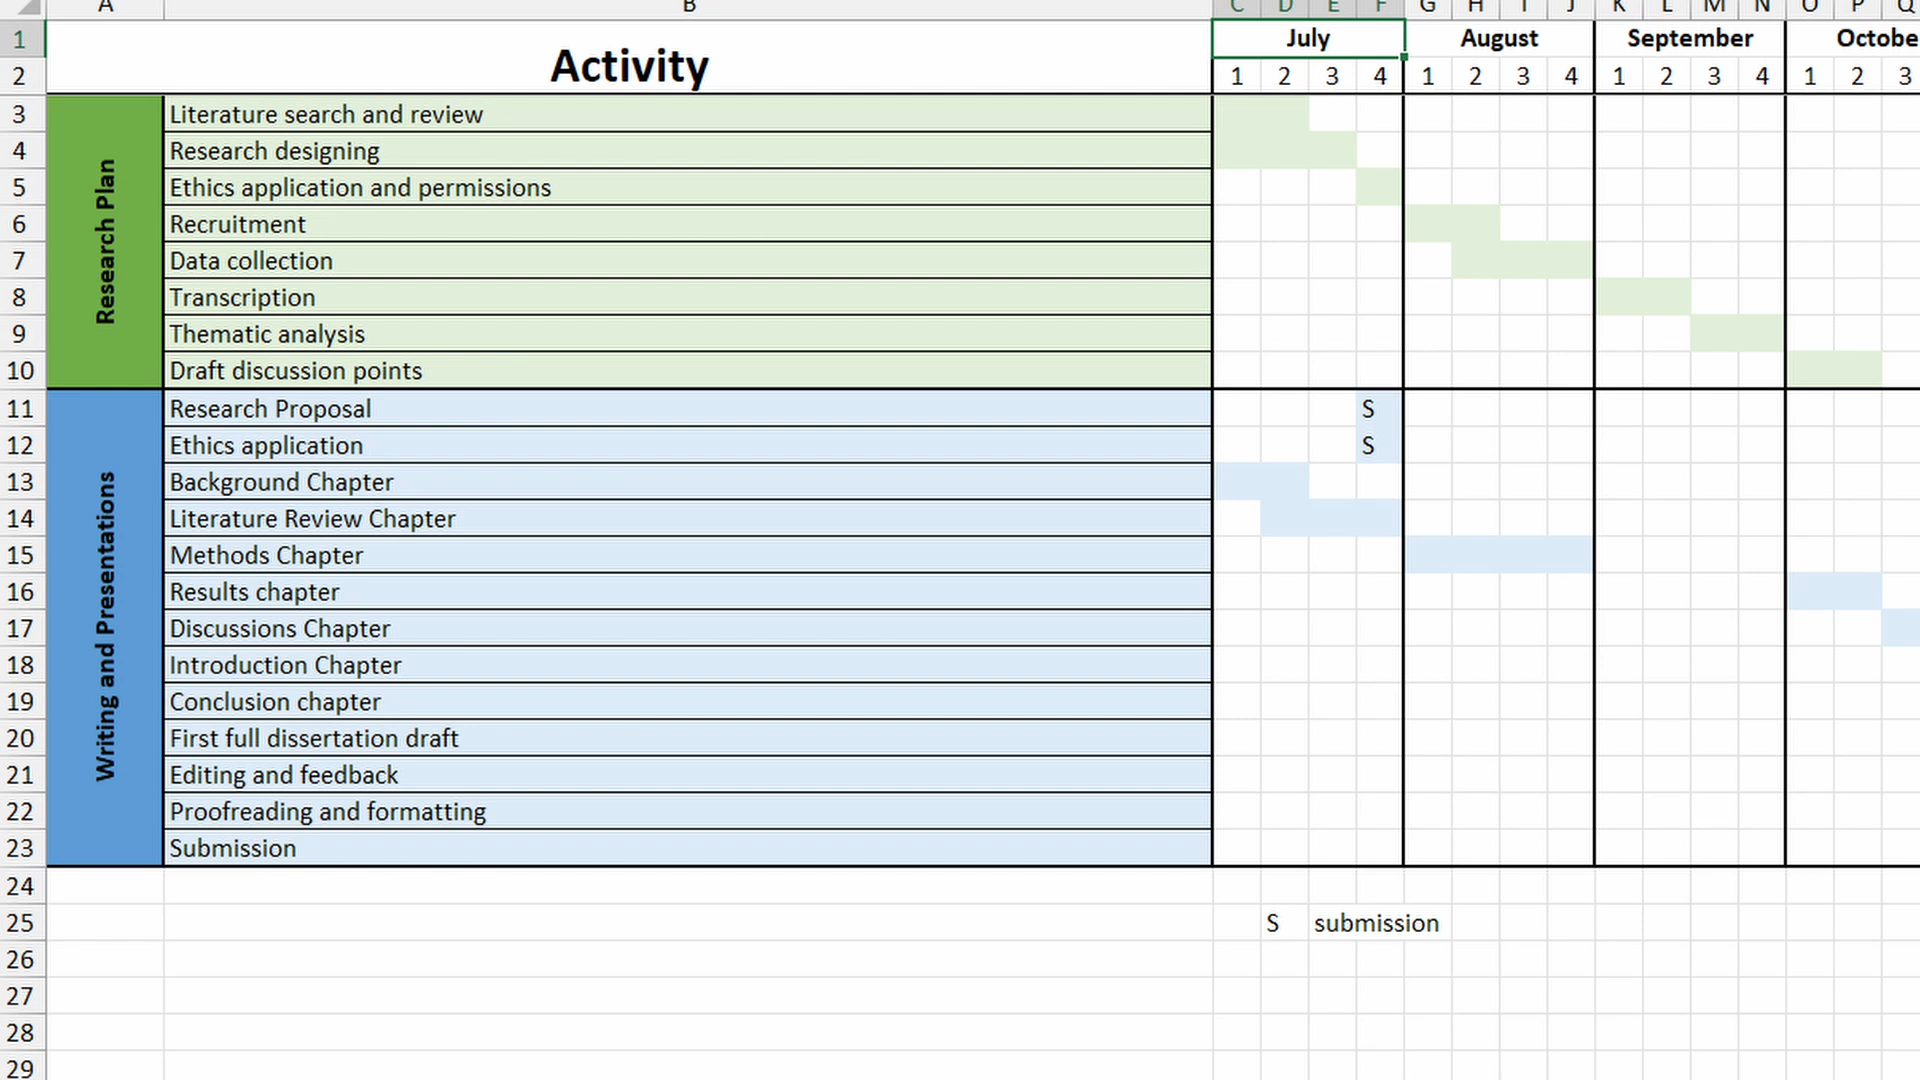 A B C D E F G H I J K L M N O P Q
1 Activity July August September Octobe
2 1 2 3 4 1 2 3 4 1 2 3 4 1 2 3
Research Plan
3 Literature search and review
4 Research designing
5 Ethics application and permissions
6 Recruitment
7 Data collection
8 Transcription
9 Thematic analysis
10 Draft discussion points
Writing and Presentations
11 Research Proposal S
12 Ethics application S
13 Background Chapter
14 Literature Review Chapter
15 Methods Chapter
16 Results chapter
17 Discussions Chapter
18 Introduction Chapter
19 Conclusion chapter
20 First full dissertation draft
21 Editing and feedback
22 Proofreading and formatting
23 Submission
24
25 S submission
26
27
28
29